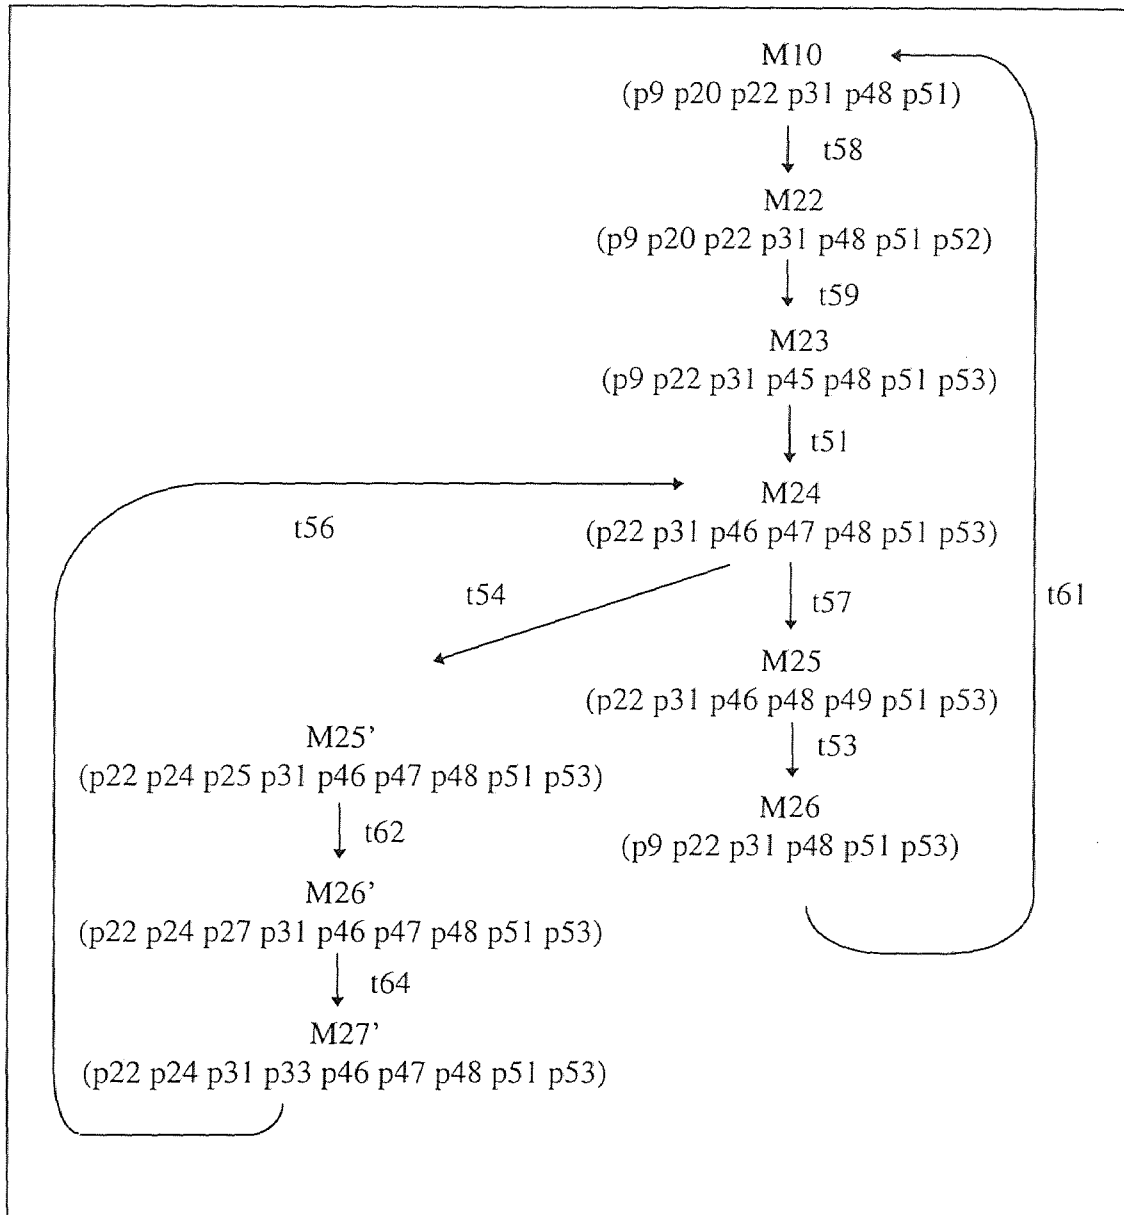 M10
(p9 p20 p22 p31 p48 p51)
t58
M22
(p9 p20 p22 p31 p48 p51 p52)
t59
M23
(p9 p22 p31 p45 p48 p51 p53)
t51
M24
t56
(p22 p31 p46 p47 p48 p51 p53)
t54
t57
t61
M25
(p22 p31 p46 p48 p49 p51 p53)
M25’
t53
(p22 p24 p25 p31 p46 p47 p48 p51 p53)
M26
t62
(p9 p22 p31 p48 p51 p53)
M26’
(p22 p24 p27 p31 p46 p47 p48 p51 p53)
t64
M27’
(p22 p24 p31 p33 p46 p47 p48 p51 p53)